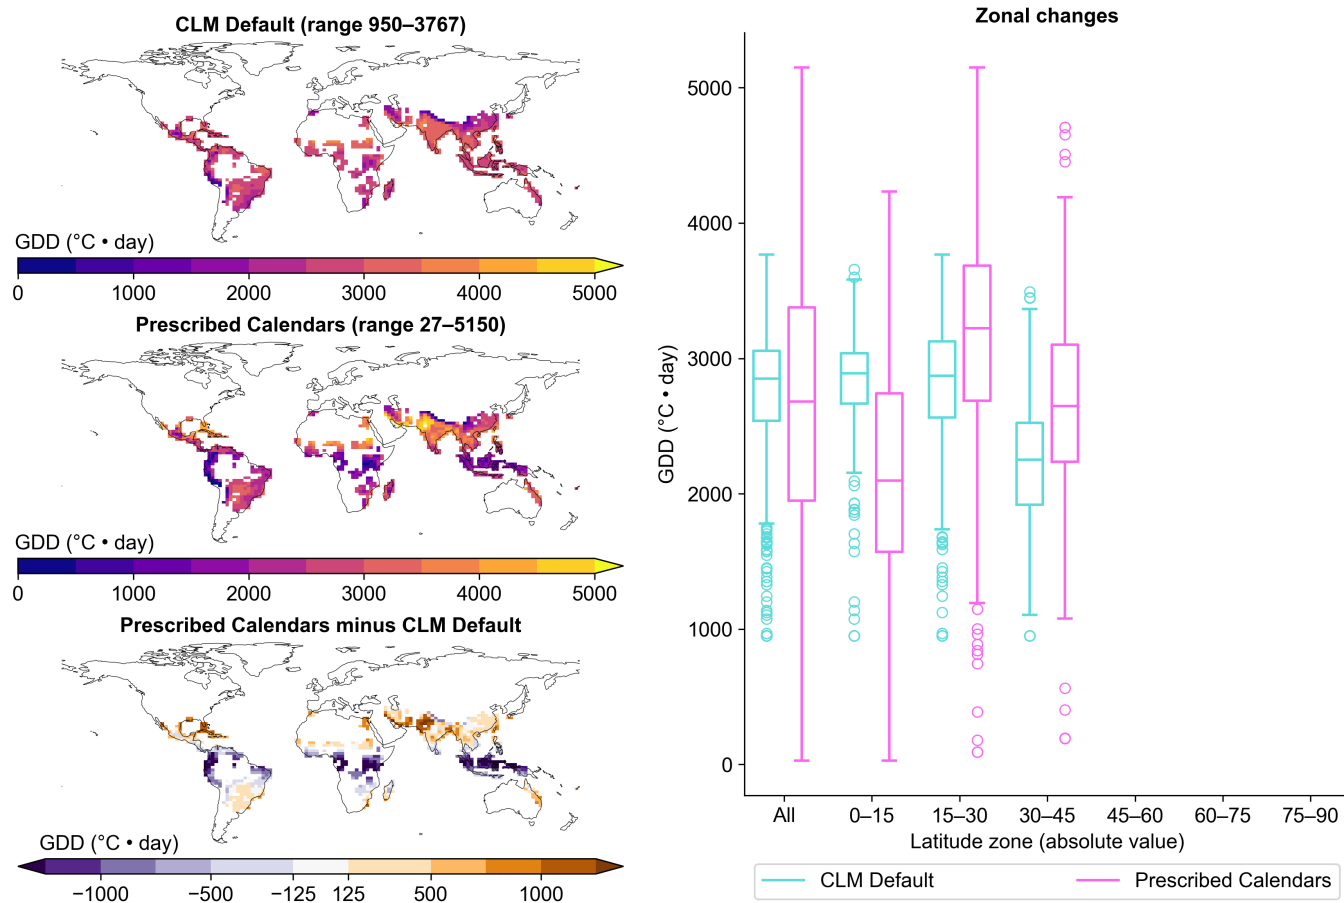 CLM Default (range 950–3767)
GDD (°C • day)
0 1000 2000 3000 4000 5000
Prescribed Calendars (range 27–5150)
GDD (°C • day)
0 1000 2000 3000 4000 5000
Prescribed Calendars minus CLM Default
GDD (°C • day)
−1000 −500 −125 125 500 1000
Zonal changes
GDD (°C • day)
5000
4000
3000
2000
1000
0
All 0–15 15–30 30–45 45–60 60–75 75–90
Latitude zone (absolute value)
CLM Default Prescribed Calendars